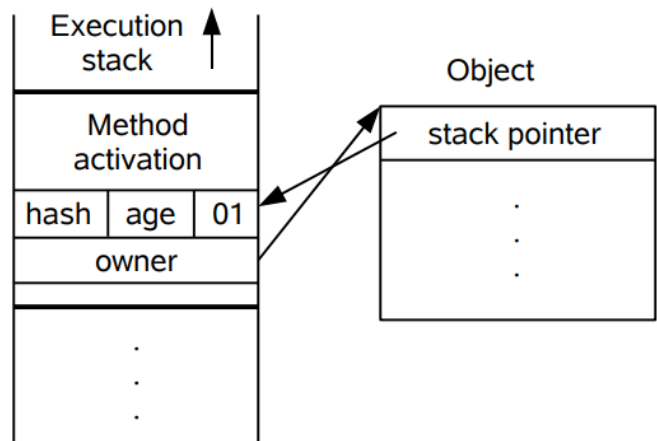 Execution
stack
Method
activation
hash age 01
owner
.
.
.
Object
stack pointer
.
.
.